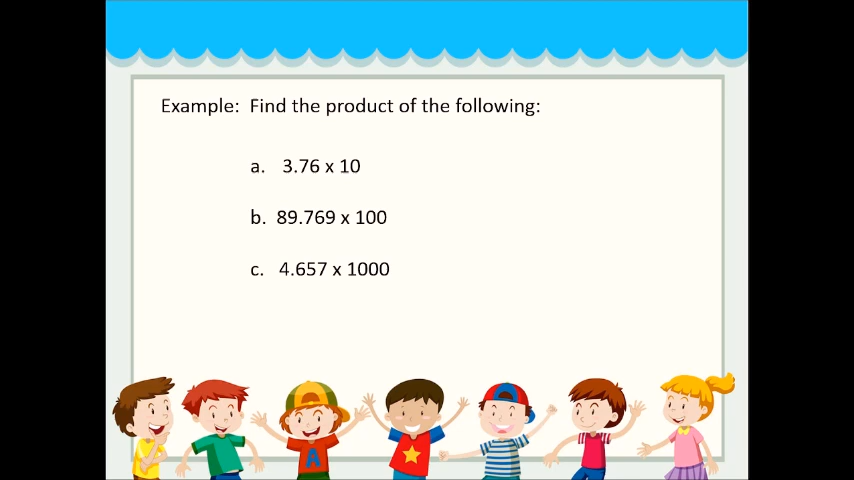 Example: Find the product of the following:
a. 3.76 x 10
b. 89.769 x 100
c. 4.657 x 1000
A